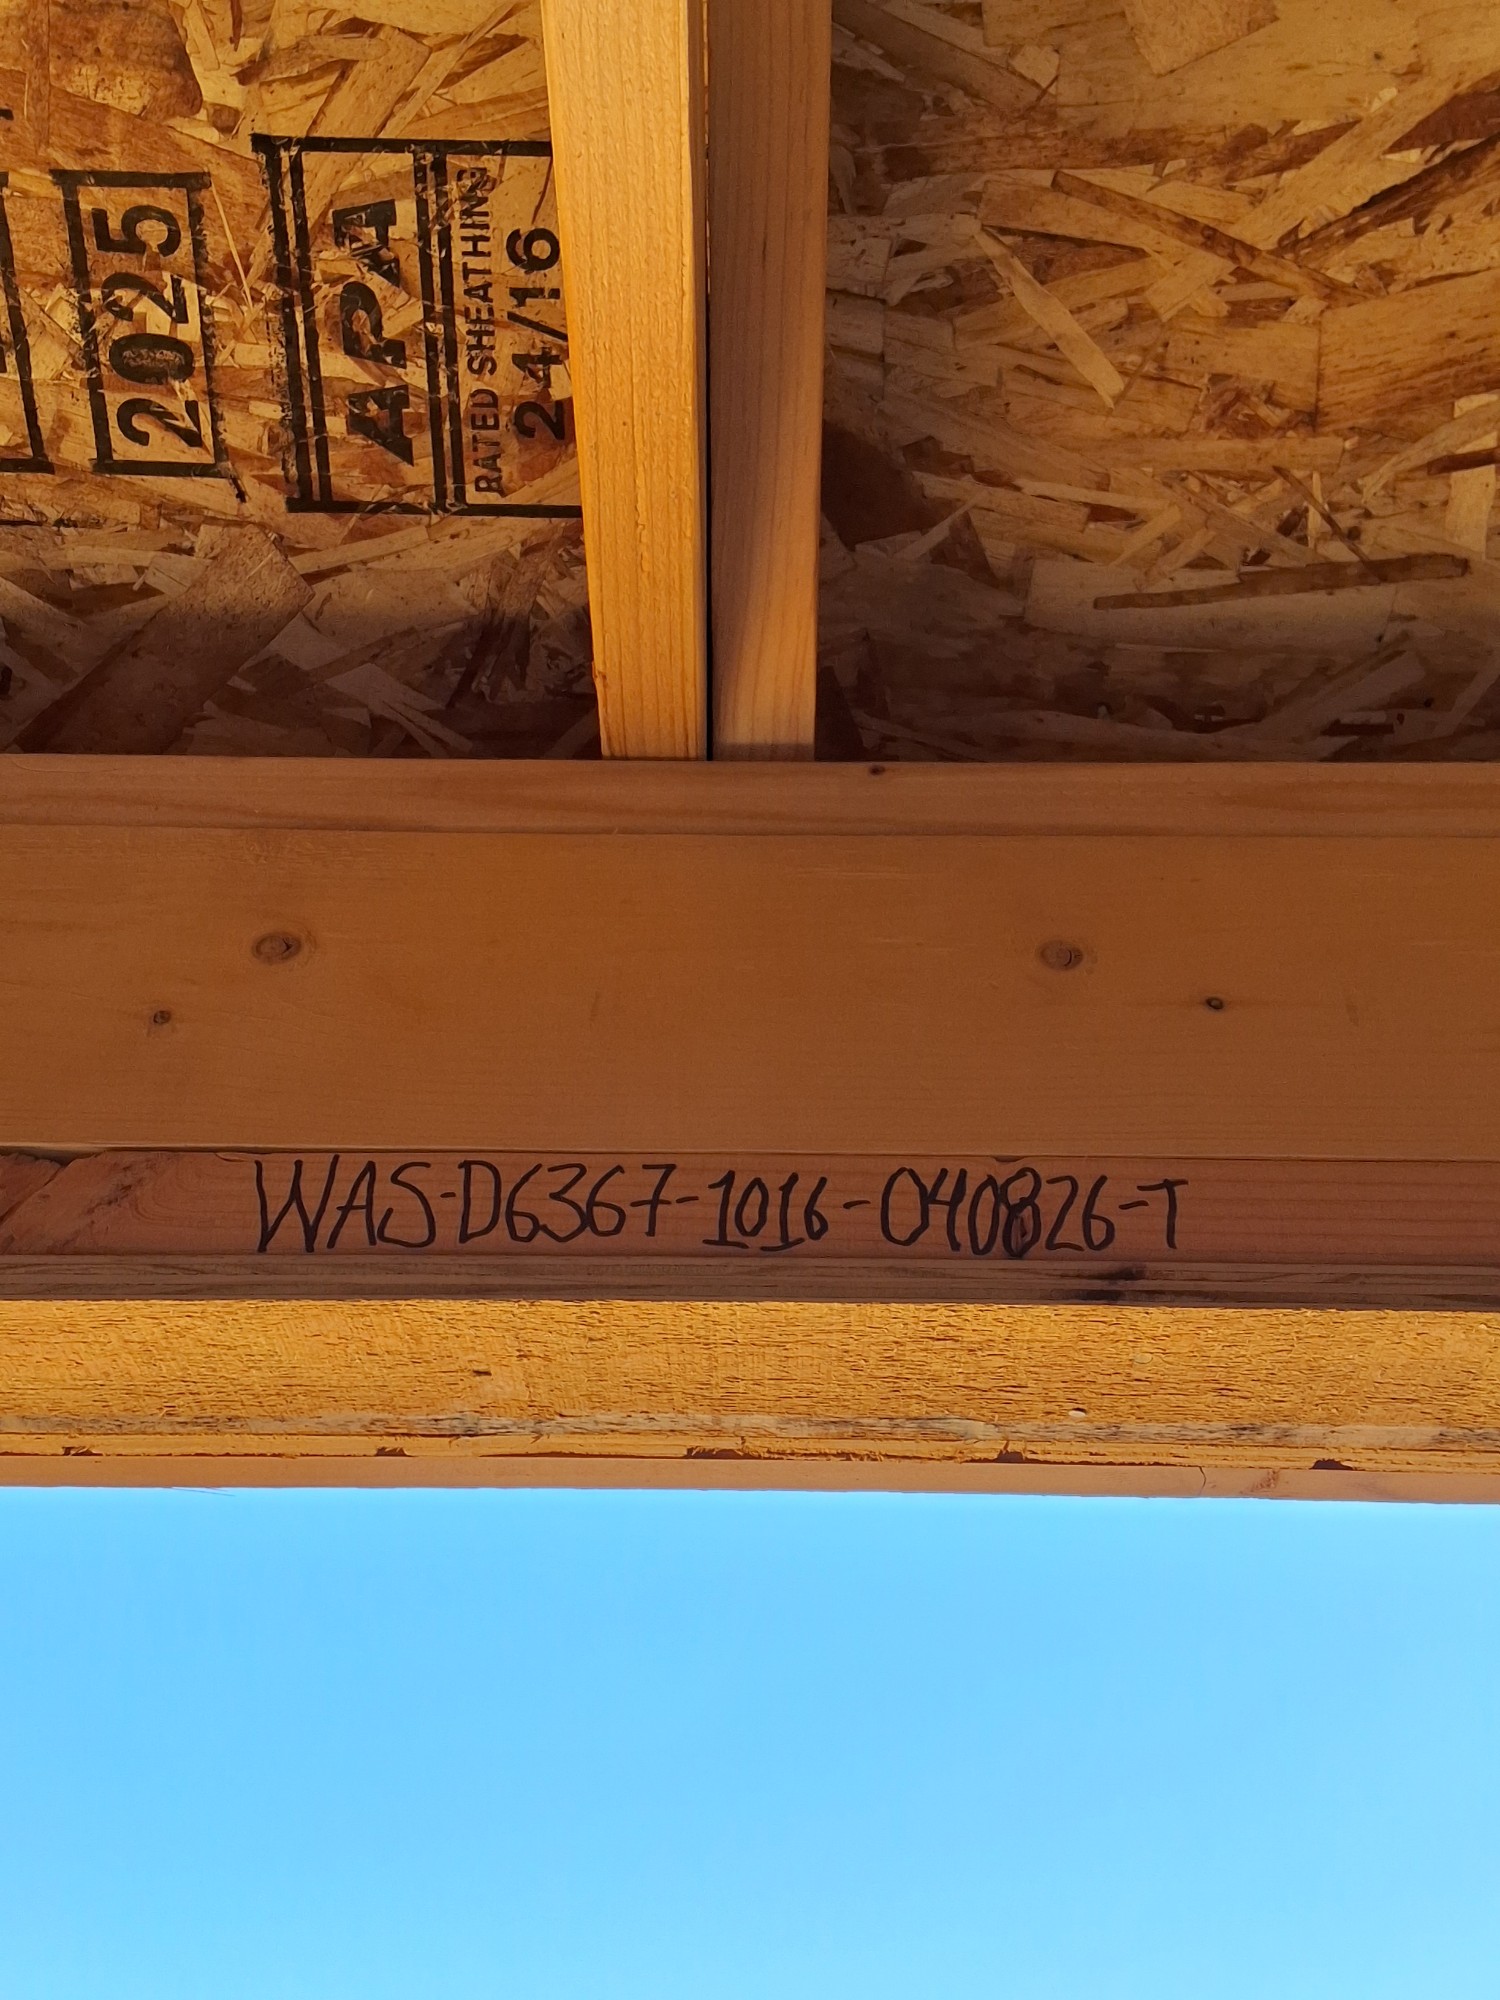 2025
APA
RATED SHEATHING
24/16
WAS-D6367-1016-040826-T